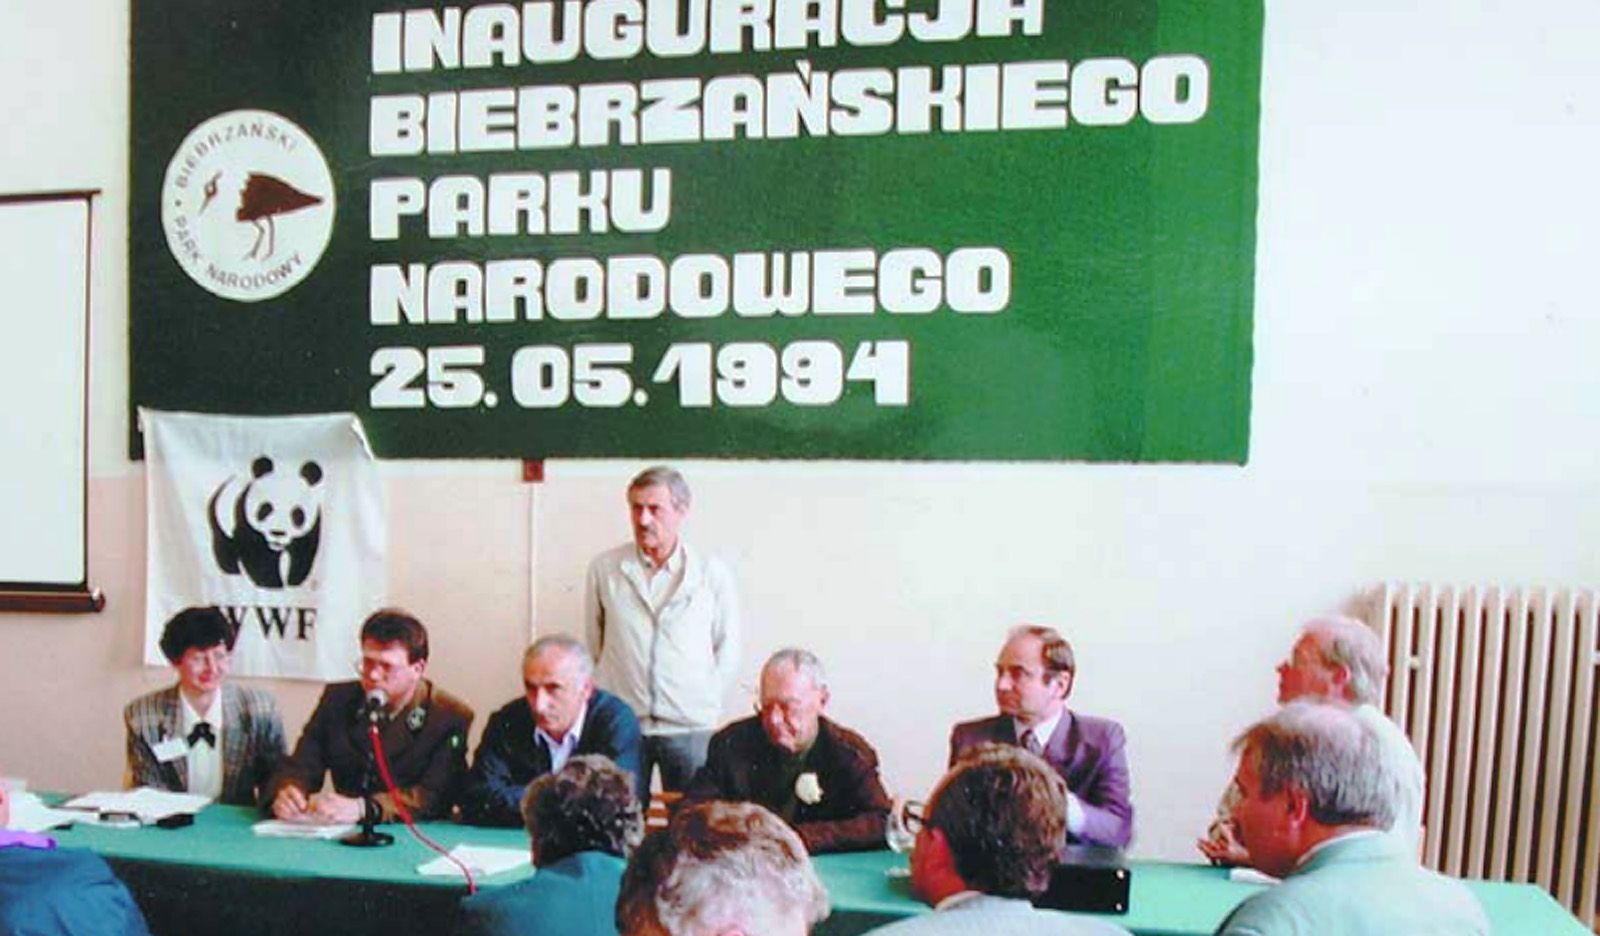 INAUGURACJA
BIEBRZAŃSKIEGO
PARKU
NARODOWEGO
25.05.1994
BIEBRZAŃSKI
PARK NARODOWY
WWF